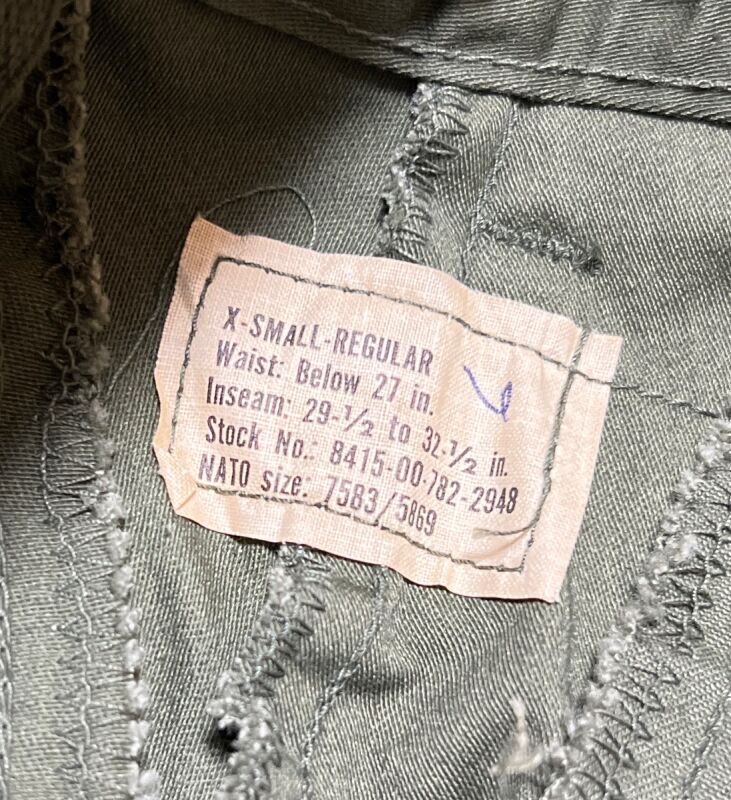 X-SMALL-REGULAR
Waist: Below 27 in.
Inseam: 29-1/2 to 32-1/2 in.
Stock No.: 8415-00-782-2948
NATO size: 7583/5869